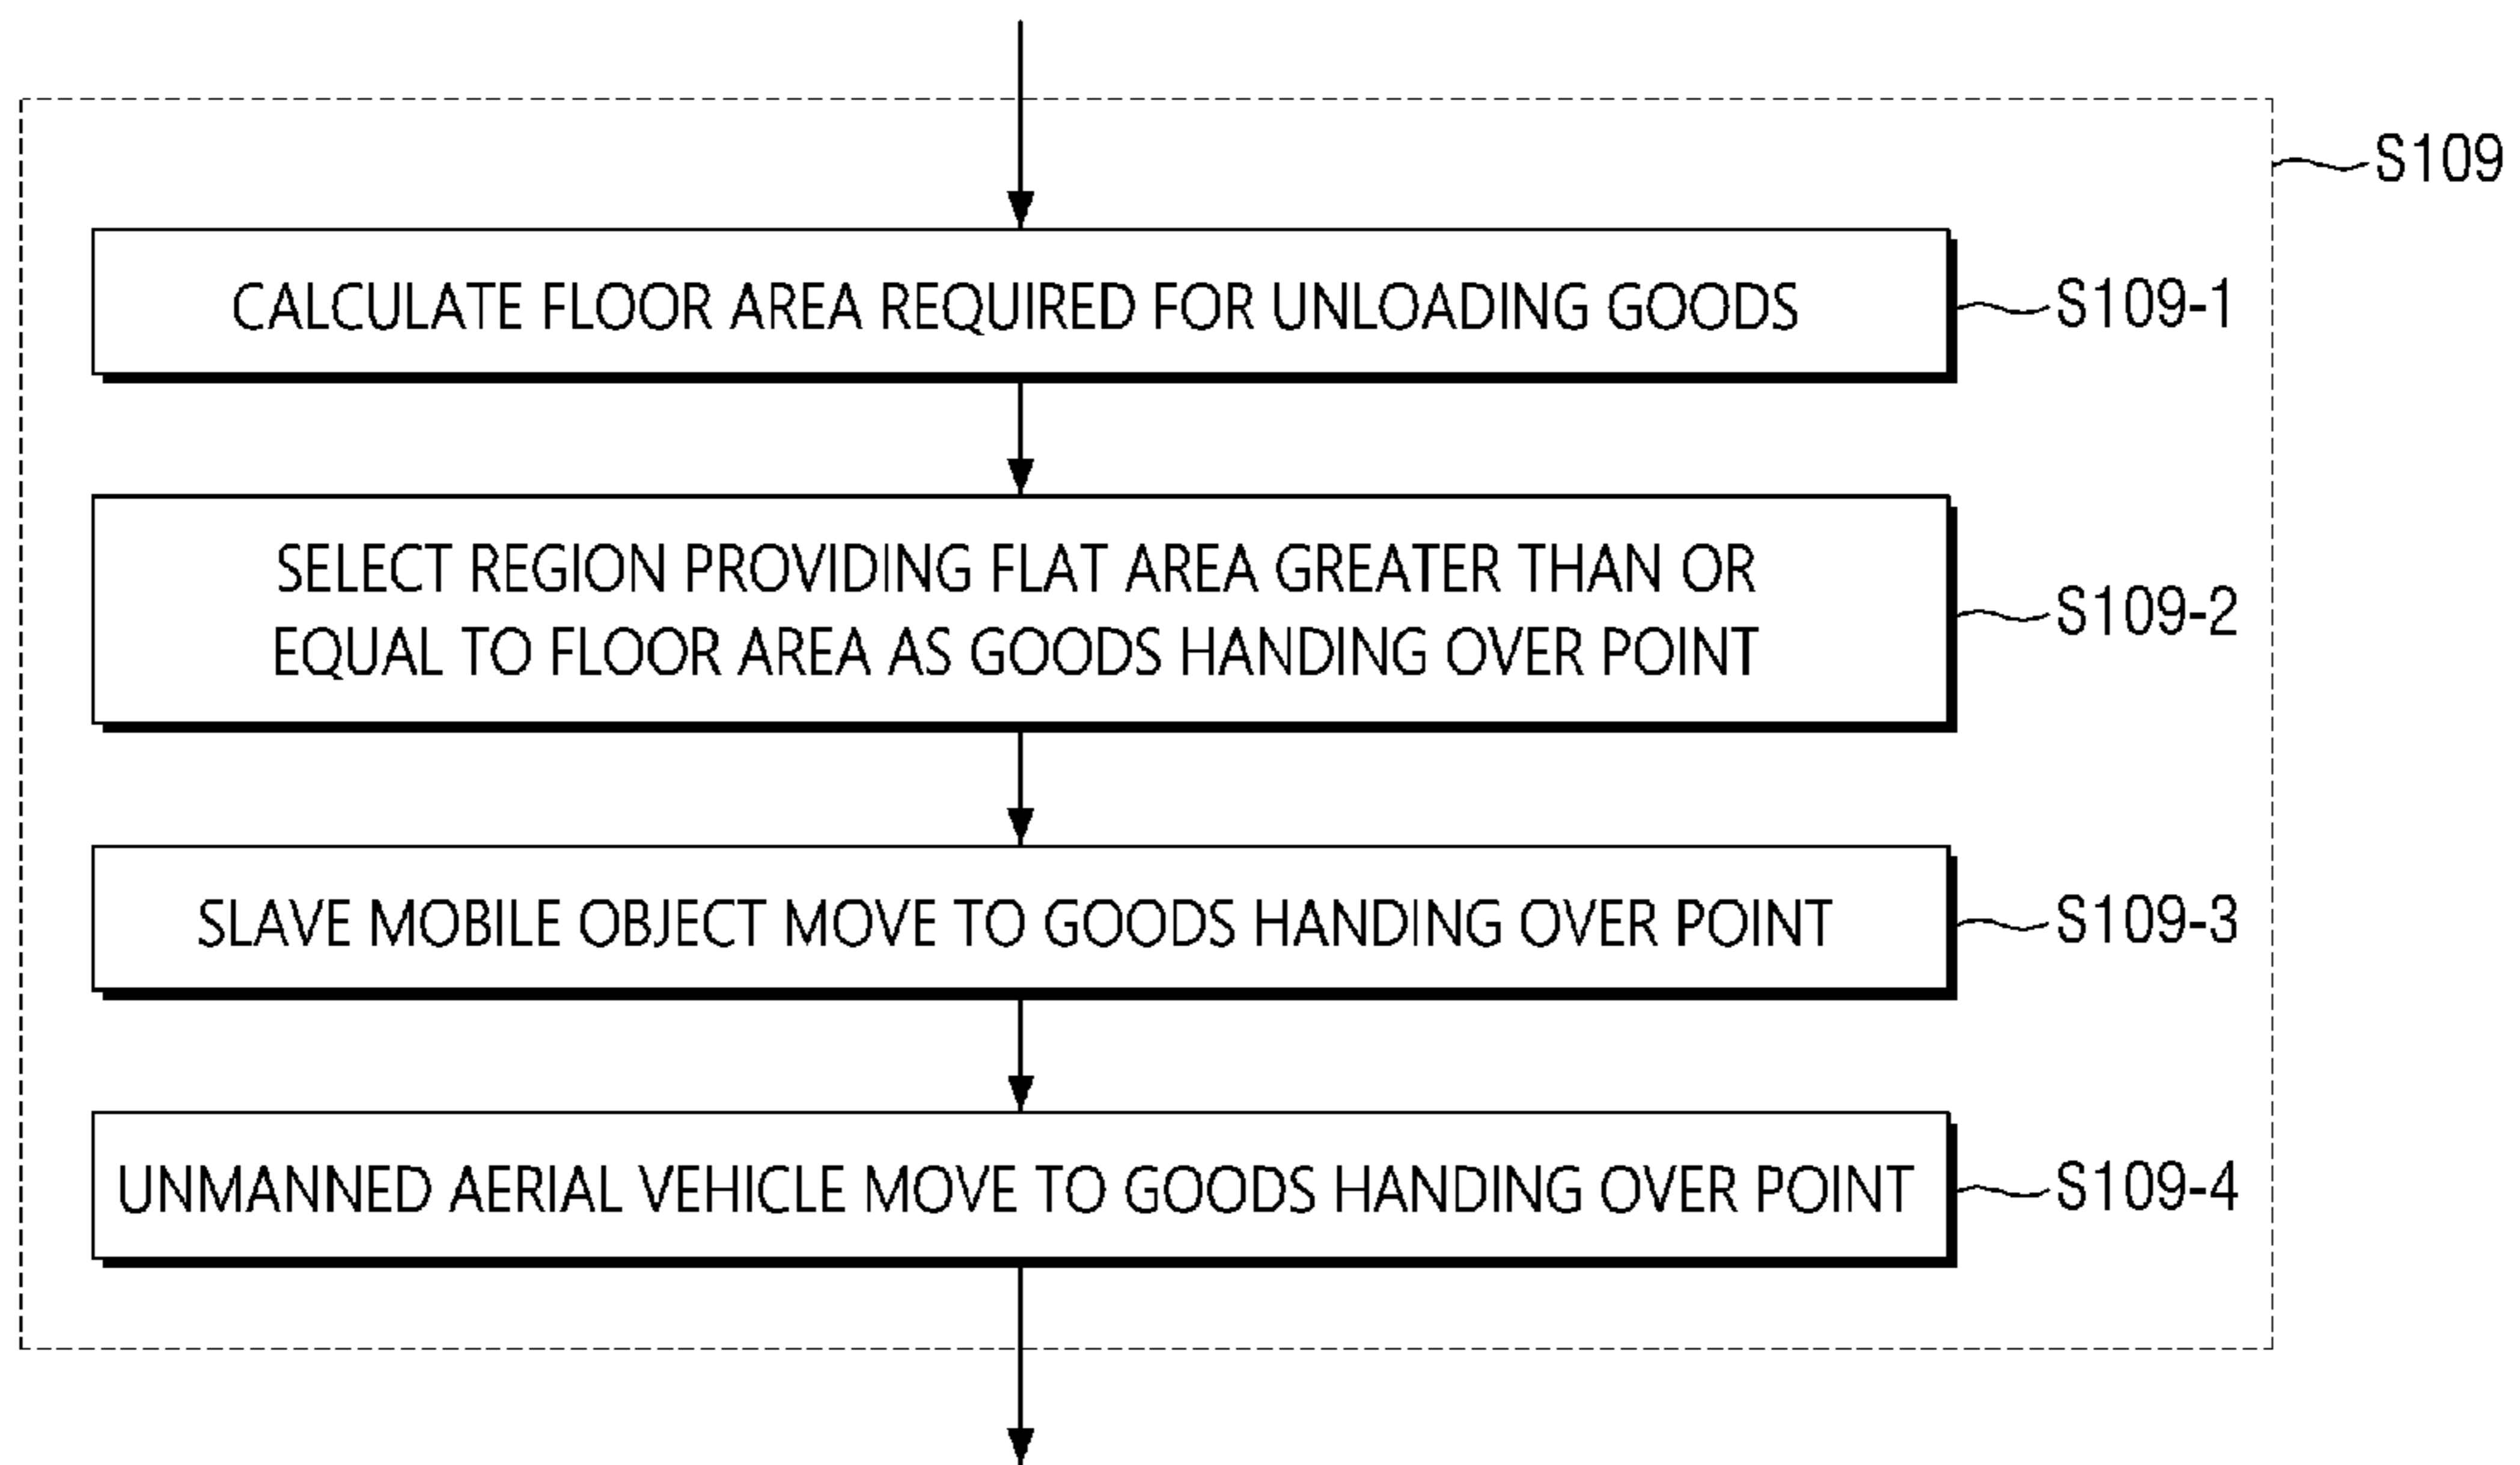 S109
CALCULATE FLOOR AREA REQUIRED FOR UNLOADING GOODS
S109-1
SELECT REGION PROVIDING FLAT AREA GREATER THAN OR
EQUAL TO FLOOR AREA AS GOODS HANDING OVER POINT
S109-2
SLAVE MOBILE OBJECT MOVE TO GOODS HANDING OVER POINT
S109-3
UNMANNED AERIAL VEHICLE MOVE TO GOODS HANDING OVER POINT
S109-4